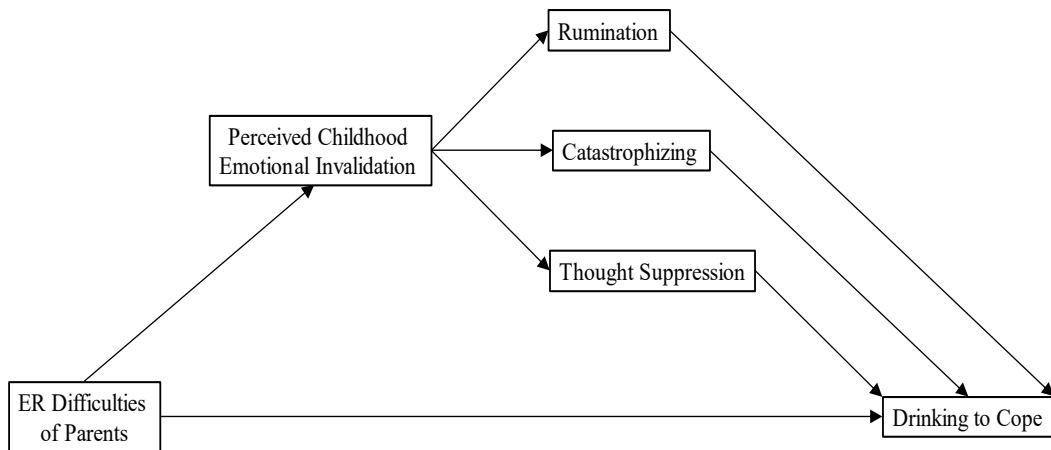 Rumination
Perceived Childhood
Emotional Invalidation
Catastrophizing
Thought Suppression
ER Difficulties
of Parents
Drinking to Cope